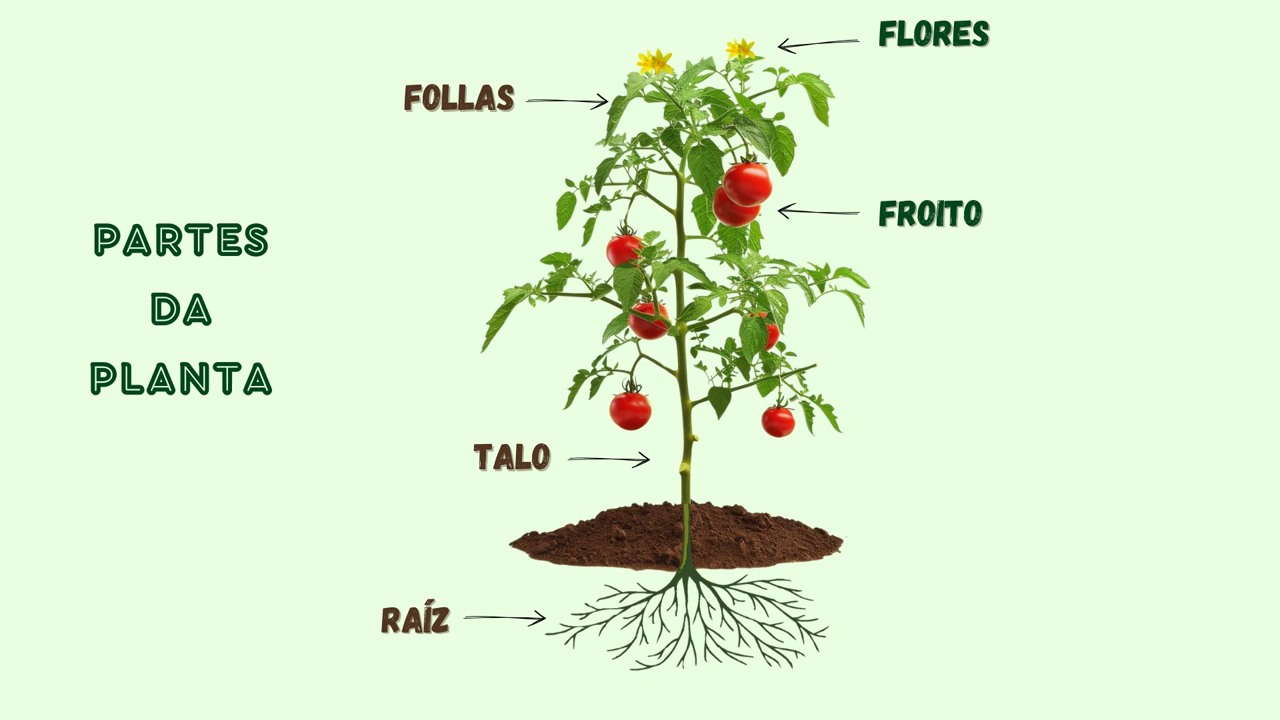 PARTES
DA
PLANTA
FLORES
FOLLAS
FROITO
TALO
RAÍZ